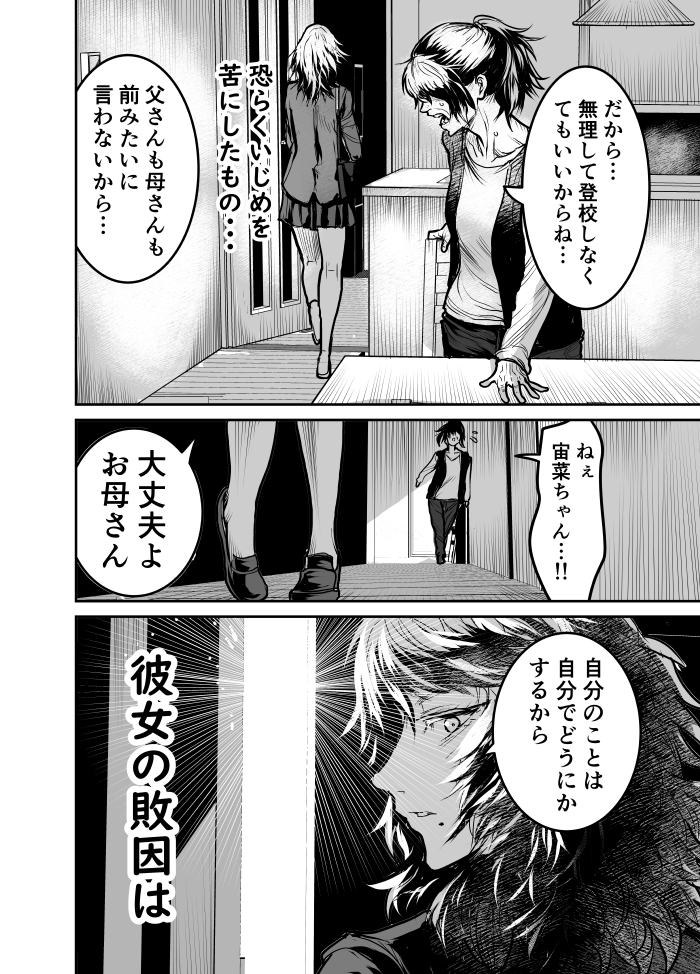 だから…
無理して登校しなく
てもいいからね…
恐らくいじめを
苦にしたもの…
父さんも母さんも
前みたいに
言わないから…
ねぇ
宙菜ちゃん…!!
大丈夫よ
お母さん
自分のことは
自分でどうにか
するから
彼女の敗因は